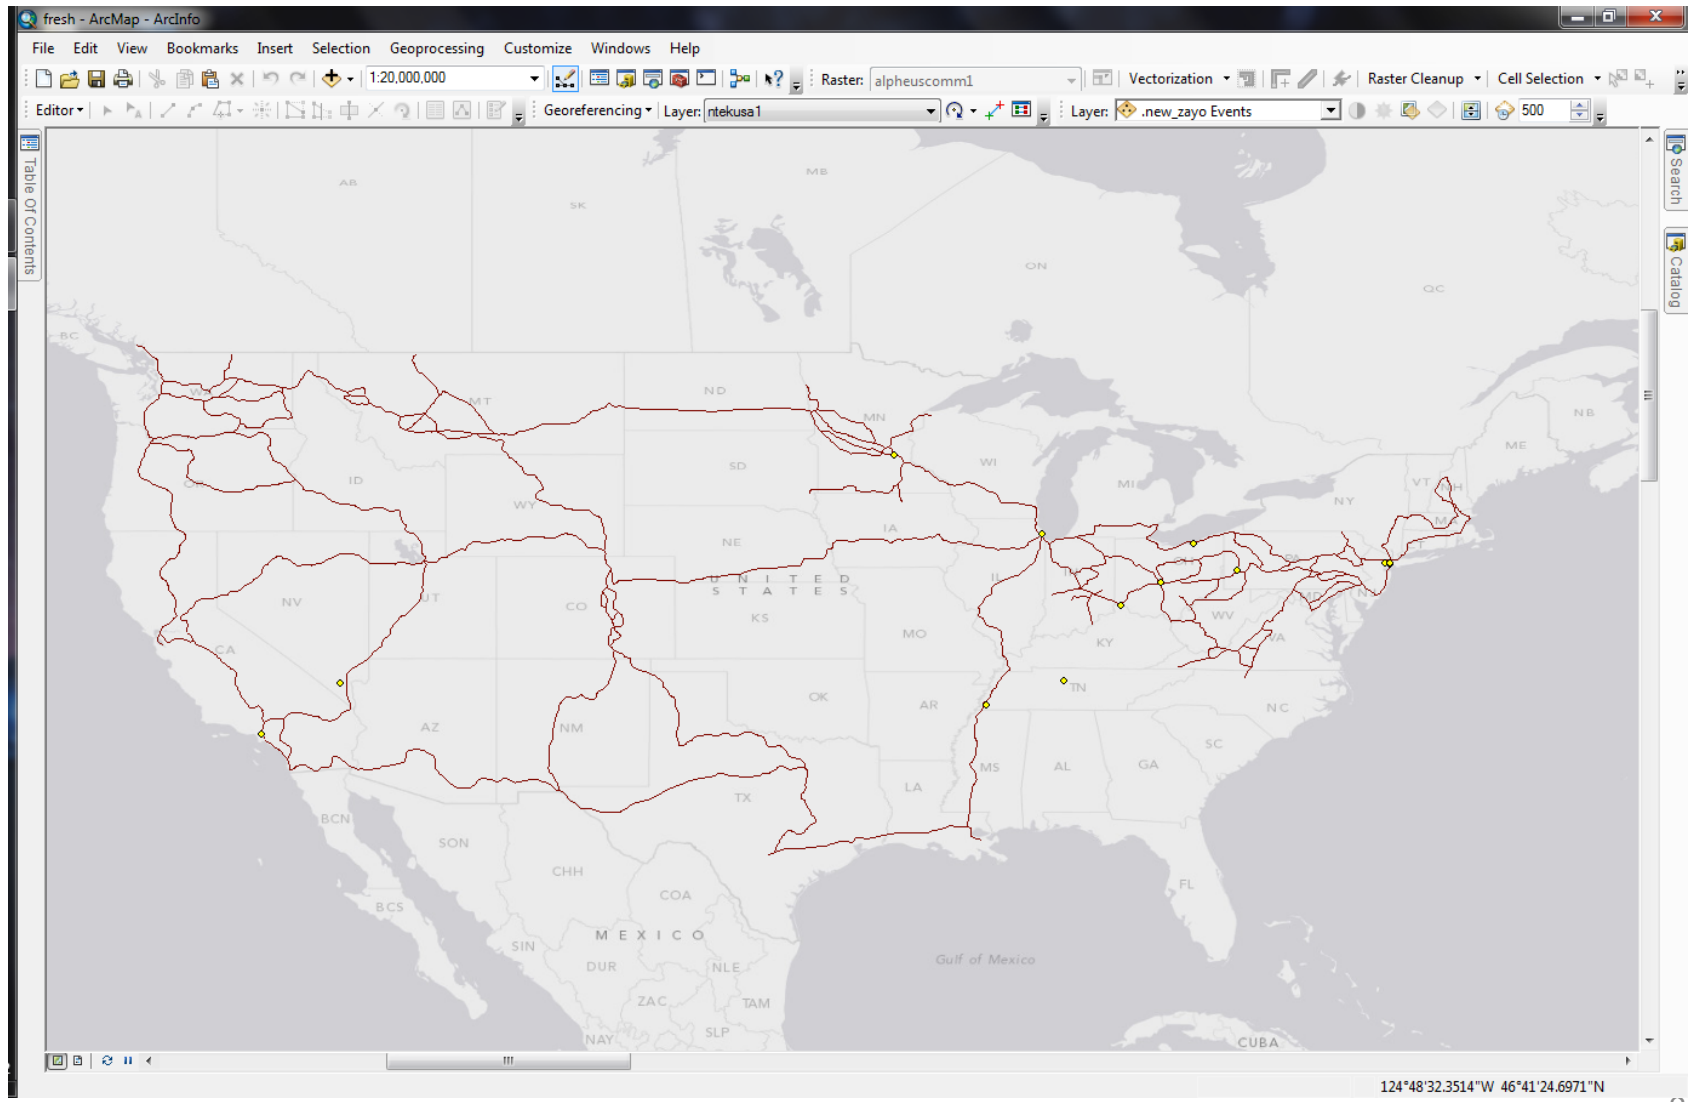 fresh - ArcMap - ArcInfo
File Edit View Bookmarks Insert Selection Geoprocessing Customize Windows Help
1:20,000,000 Raster: alpheuscomm1 Vectorization Raster Cleanup Cell Selection
Editor Georeferencing Layer: ntekusa1 Layer: .new_zayo Events 500
Table Of Contents
Search
Catalog
AB
SK
MB
ON
QC
BC
NB
ME
MT
ND
MN
SD
WI
MI
VT NH
NY
MA
CT
OR
ID
WY
IA
NE
PA
OH
IL
UNITED
STATES
NV
UT
CO
KS
MO
KY
WV
MD
VA
CA
OK
AR
TN
NC
AZ
NM
SC
MS
AL
GA
LA
TX
BCN
SON
CHH
COA
FL
BCS
MEXICO
SIN
DUR
NLE
Gulf of Mexico
ZAC
TAM
SLP
NAY
CUBA
124°48'32.3514"W 46°41'24.6971"N